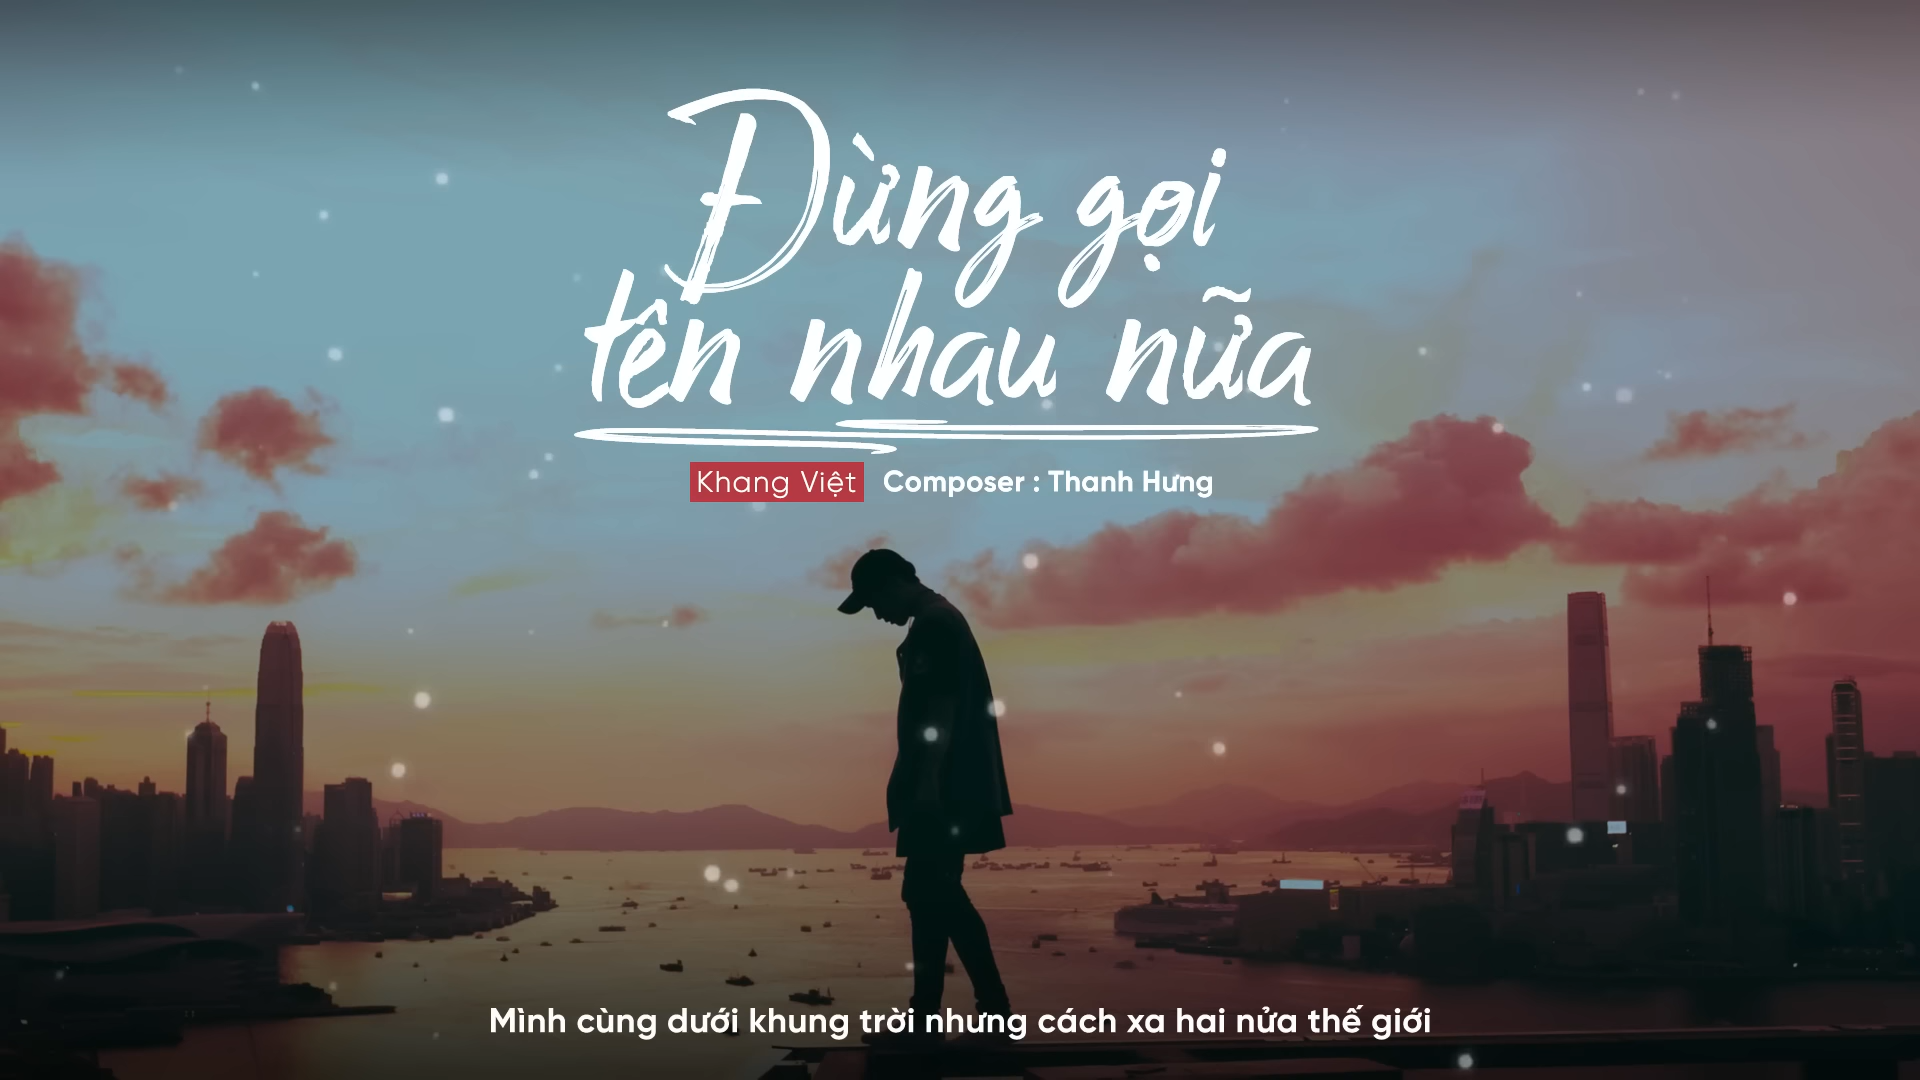 Đừng gọi
tên nhau nữa
Khang Việt Composer : Thanh Hưng
Mình cùng dưới khung trời nhưng cách xa hai nửa thế giới